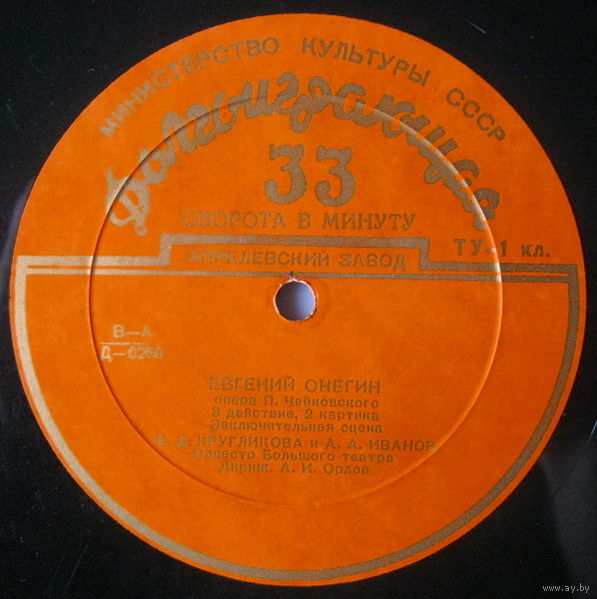 МИНИСТЕРСТВО КУЛЬТУРЫ СССР
Долгоиграющая
33
ОБОРОТА В МИНУТУ
ТУ-1 кл.
АПРЕЛЕВСКИЙ ЗАВОД
Д—0260
ЕВГЕНИЙ ОНЕГИН
опера П. Чайковского
3 действие, 2 картина
Заключительная сцена
Е. Д. КРУГЛИКОВА и А. А. ИВАНОВ
Оркестр Большого театра
Дириж. А. И. Орлов
www.ay.by